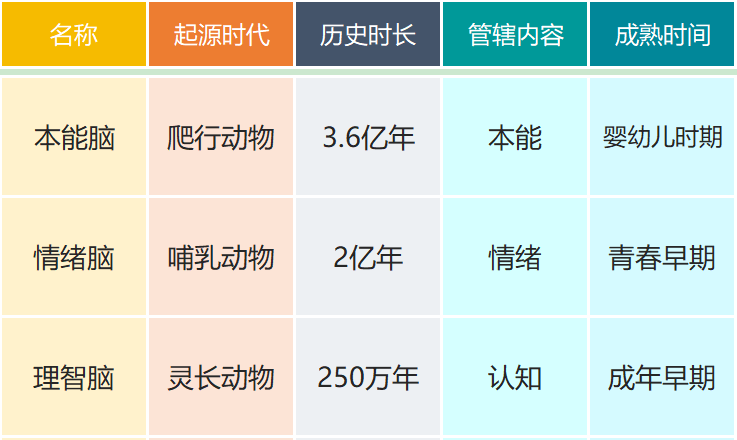 名称 起源时代 历史时长 管辖内容 成熟时间
本能脑 爬行动物 3.6亿年 本能 婴幼儿时期
情绪脑 哺乳动物 2亿年 情绪 青春早期
理智脑 灵长动物 250万年 认知 成年早期